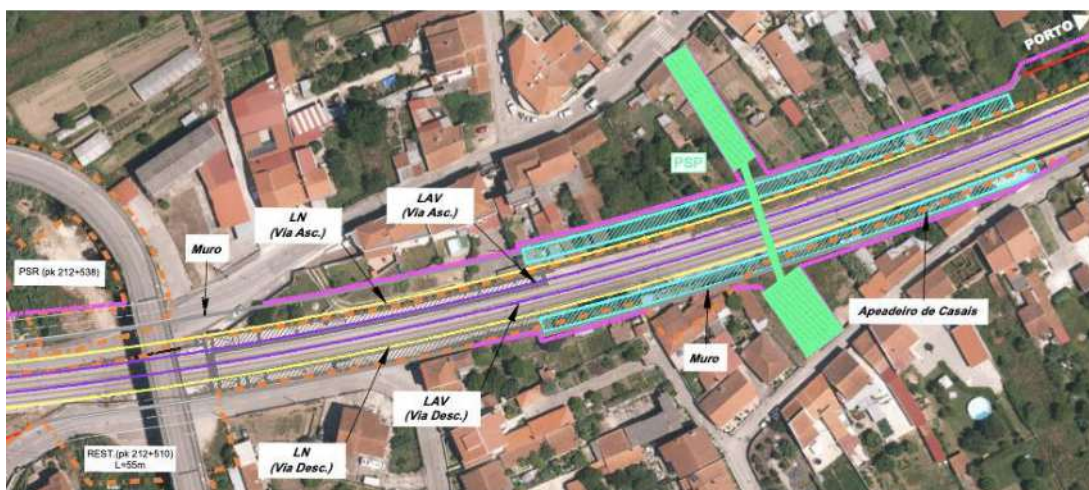 PORTO
PSP
LAV
(Via Asc.)
LN
(Via Asc.)
Muro
PSR (pk 212+538)
Apeadeiro de Casais
Muro
LAV
(Via Desc.)
LN
(Via Desc.)
REST.(pk 212+510)
L=55m